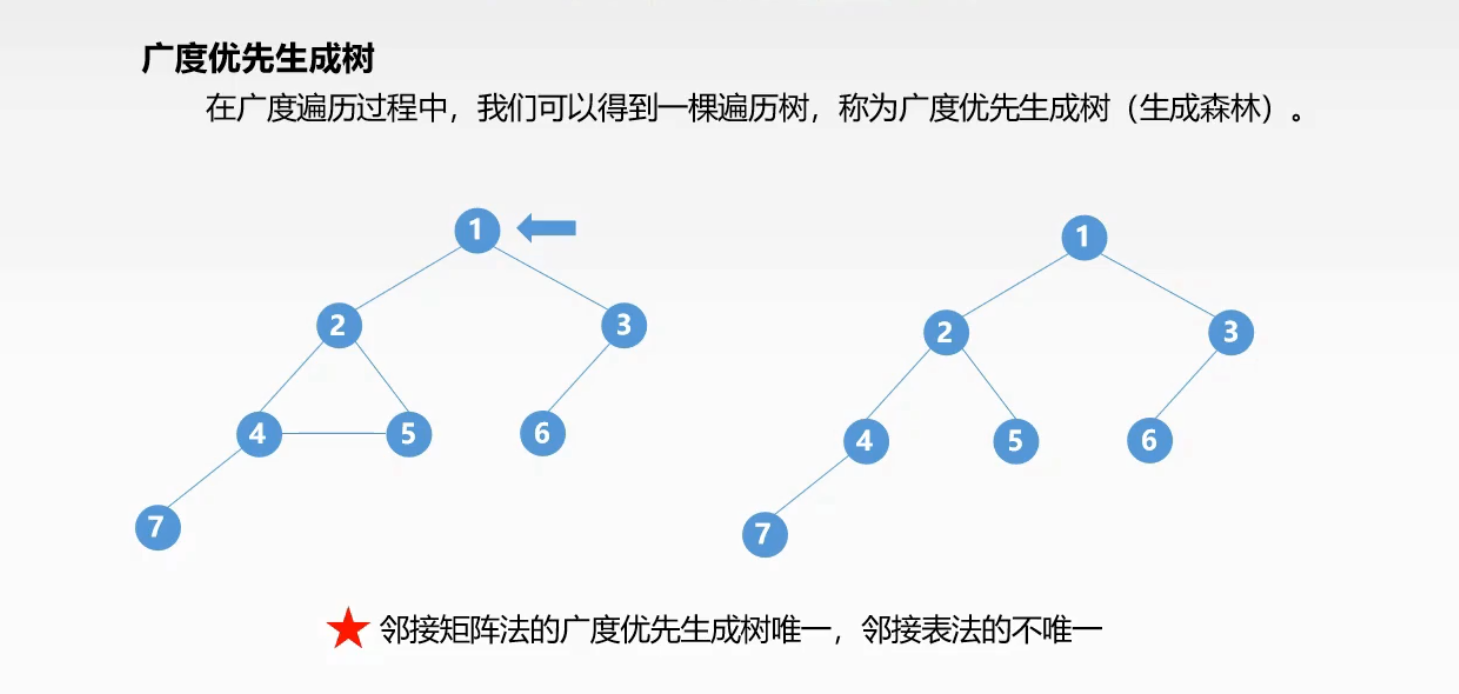 广度优先生成树
在广度遍历过程中，我们可以得到一棵遍历树，称为广度优先生成树（生成森林）。
1 1
2 3 2 3
4 5 6 4 5 6
7 7
★ 邻接矩阵法的广度优先生成树唯一，邻接表法的不唯一